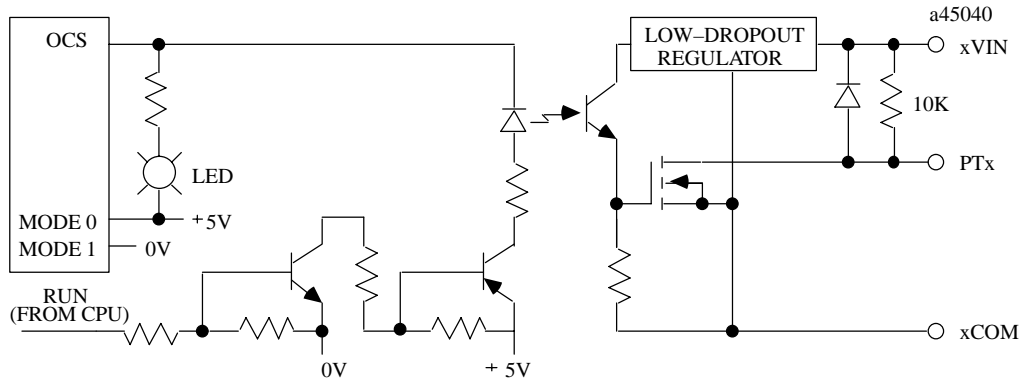 a45040
OCS
LOW–DROPOUT
REGULATOR
xVIN
10K
LED
PTx
MODE 0
+5V
MODE 1
0V
RUN
(FROM CPU)
0V
+ 5V
xCOM